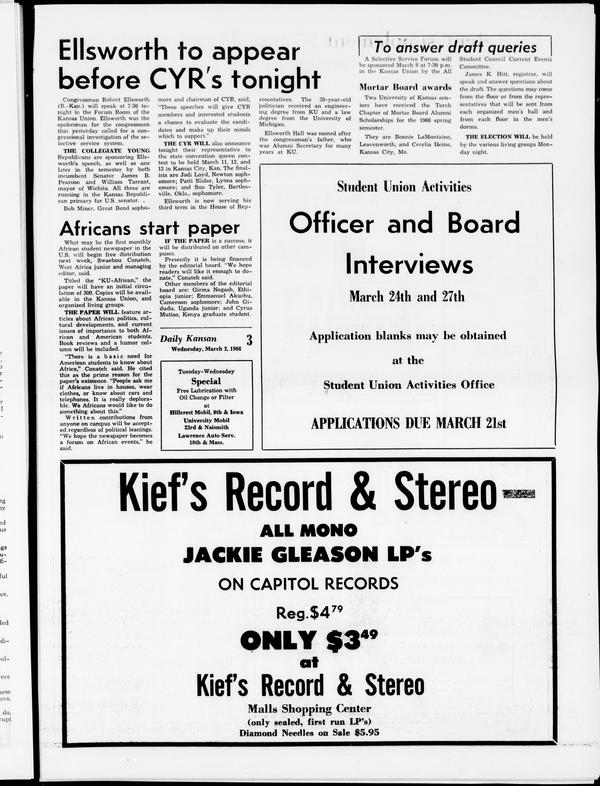 Ellsworth to appear
before CYR's tonight
Congressman Robert Ellsworth
(R.-Kan.) will speak at 7:30 to-
night in the Forum Room of the
Kansas Union. Ellsworth was the
spokesman for the congressmen
that yesterday called for a con-
gressional investigation of the se-
lective service system.
THE COLLEGIATE YOUNG
Republicans are sponsoring Ells-
worth's speech, as well as one
later in the semester by both
incumbent Senator James B.
Pearson and William Tarrant,
mayor of Wichita. All three are
running in the Kansas Republi-
can primary for U.S. senator.
Bob Miner, Great Bend sopho-
more and chairman of CYR, said,
"These speeches will give CYR
members and interested students
a chance to evaluate the candi-
dates and make up their minds
which to support."
THE CYR WILL also announce
tonight their representative to
the state convention queen con-
test to be held March 11, 12, and
13 in Kansas City, Kan. The final-
ists are Jodi Loyd, Newton soph-
omore; Patti Slider, Lyons soph-
omore; and Sue Tyler, Bartles-
ville, Okla., sophomore.
Ellsworth is now serving his
third term in the House of Rep-
resentatives. The 39-year-old
politician received an engineer-
ing degree from KU and a law
degree from the University of
Michigan.
Ellsworth Hall was named after
the congressman's father, who
was Alumni Secretary for many
years at KU.
To answer draft queries
A Selective Service Forum will
be sponsored March 9 at 7:30 p.m.
in the Kansas Union by the All
Student Council Current Events
Committee.
James K. Hitt, registrar, will
speak and answer questions about
the draft. The questions may come
from the floor or from the repre-
sentatives that will be sent from
each organized men's hall and
from each floor in the men's
dorms.
THE ELECTION WILL be held
by the various living groups Mon-
day night.
Mortar Board awards
Two University of Kansas sen-
iors have received the Torch
Chapter of Mortar Board Alumni
Scholarships for the 1966 spring
semester.
They are Bonnie LaMontaine,
Leavenworth, and Cecelia Heine,
Kansas City, Mo.
Africans start paper
What may be the first monthly
African student newspaper in the
U.S. will begin free distribution
next week, Swaebou Conateh,
West Africa junior and managing
editor, said.
Titled the "KU-African," the
paper will have an initial circu-
lation of 200. Copies will be avail-
able in the Kansas Union, and
organized living groups.
THE PAPER WILL feature ar-
ticles about African politics, cul-
tural developments, and current
issues of importance to both Af-
rican and American students.
Book reviews and a humor col-
umn will be included.
"There is a basic need for
American students to know about
Africa," Conateh said. He cited
this as the prime reason for the
paper's existence. "People ask me
if Africans live in houses, wear
clothes, or know about cars and
telephones. It is really deplora-
ble. We Africans would like to do
something about this."
Written contributions from
anyone on campus will be accept-
ed regardless of political leanings.
"We hope the newspaper becomes
a forum on African events," he
said.
IF THE PAPER is a success, it
will be distributed on other cam-
puses.
Presently it is being financed
by the editorial board. "We hope
readers will like it enough to do-
nate," Conateh said.
Other members of the editorial
board are: Girma Negash, Ethi-
opia junior; Emmanuel Akuchu,
Cameroon sophomore; John Gi-
dudu, Uganda junior; and Cyrus
Mutiso, Kenya graduate student.
Daily Kansan 3
Wednesday, March 2, 1966
Tuesday-Wednesday
Special
Free Lubrication with
Oil Change or Filter
at
Hillcrest Mobil, 9th & Iowa
University Mobil
23rd & Naismith
Lawrence Auto Serv.
10th & Mass.
Student Union Activities
Officer and Board
Interviews
March 24th and 27th
Application blanks may be obtained
at the
Student Union Activities Office
APPLICATIONS DUE MARCH 21st
Kief's Record & Stereo
ALL MONO
JACKIE GLEASON LP's
ON CAPITOL RECORDS
Reg.$4⁷⁹
ONLY $3⁴⁹
at
Kief's Record & Stereo
Malls Shopping Center
(only sealed, first run LP's)
Diamond Needles on Sale $5.95